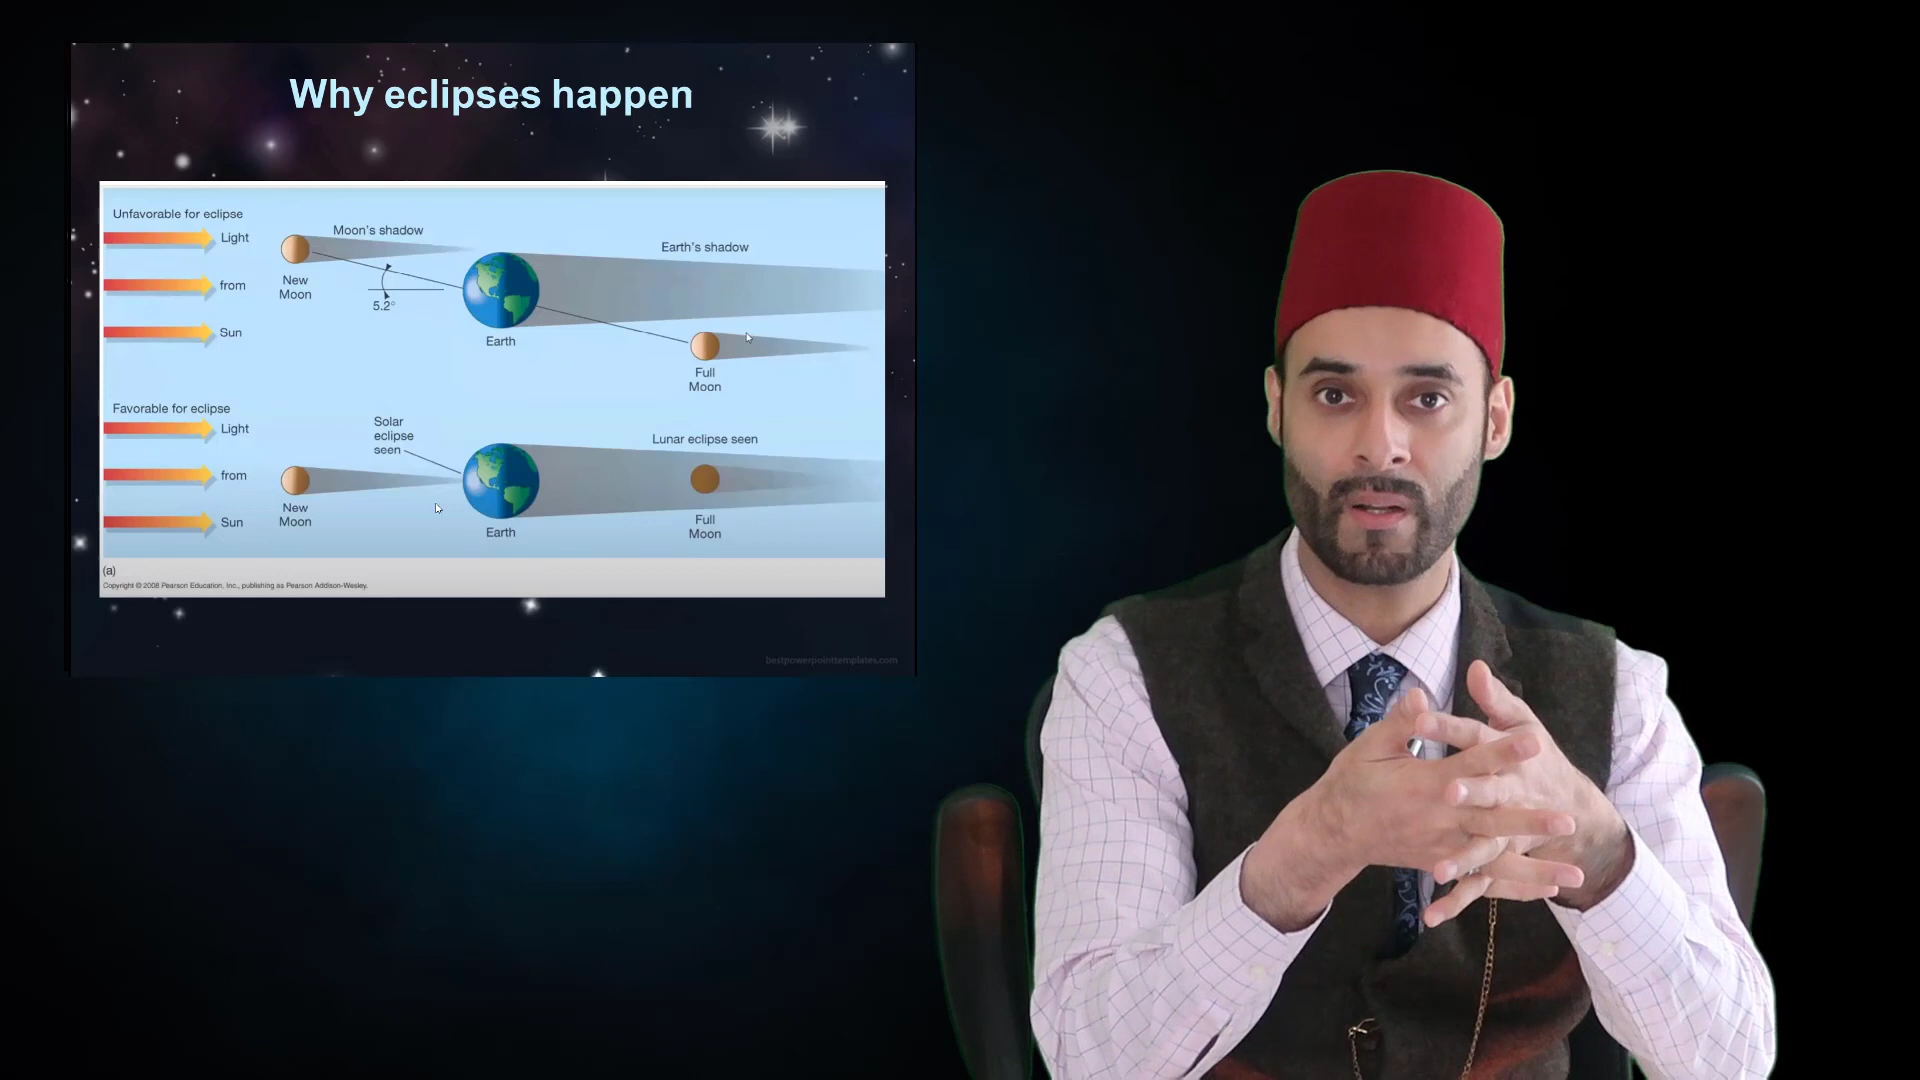 Why eclipses happen
Unfavorable for eclipse
Light
from
Sun
Moon's shadow
New
Moon
5.2°
Earth
Earth's shadow
Full
Moon
Favorable for eclipse
Light
from
Sun
New
Moon
Solar
eclipse
seen
Earth
Lunar eclipse seen
Full
Moon
(a)
Copyright © 2008 Pearson Education, Inc., publishing as Pearson Addison-Wesley.
bestpowerpointtemplates.com